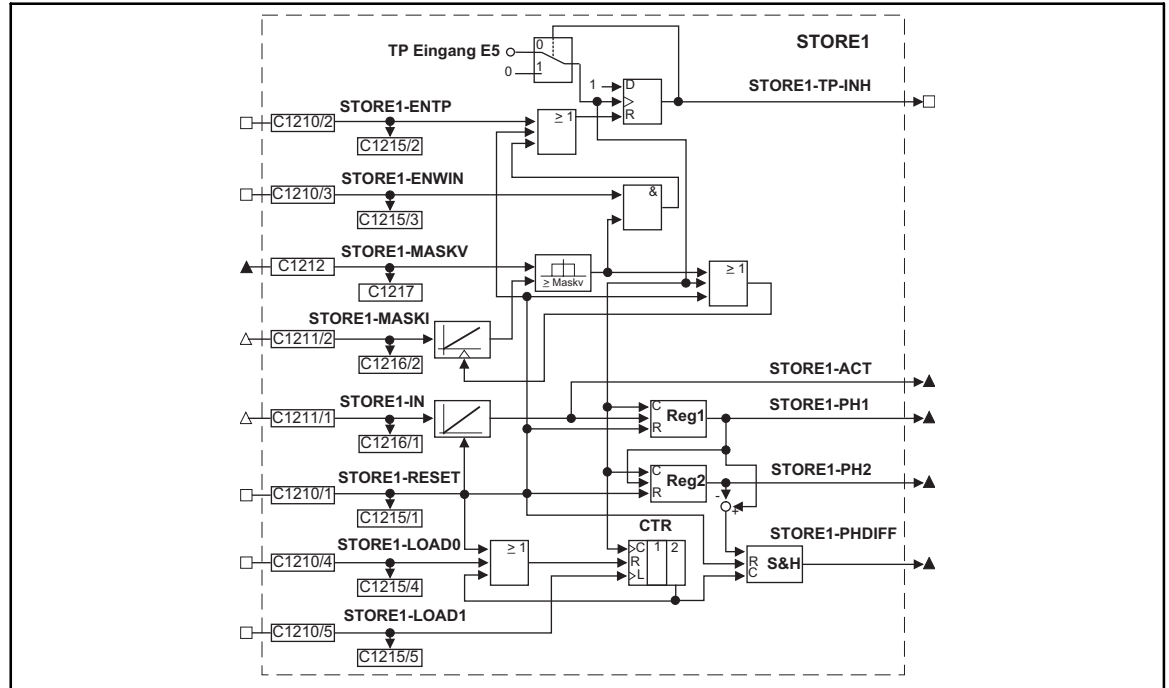 STORE1
TP Eingang E5
0
1
0
1
D
R
STORE1-TP-INH
STORE1-ENTP
C1210/2
C1215/2
≥ 1
STORE1-ENWIN
C1210/3
C1215/3
&
STORE1-MASKV
C1212
C1217
≥ Maskv
≥ 1
STORE1-MASKI
C1211/2
C1216/2
STORE1-ACT
STORE1-IN
C1211/1
C1216/1
C
R
Reg1
STORE1-PH1
STORE1-RESET
C1210/1
C1215/1
C
R
Reg2
STORE1-PH2
-
+
STORE1-LOAD0
C1210/4
C1215/4
≥ 1
CTR
C 1 2
R
L
STORE1-PHDIFF
R
C
S&H
STORE1-LOAD1
C1210/5
C1215/5